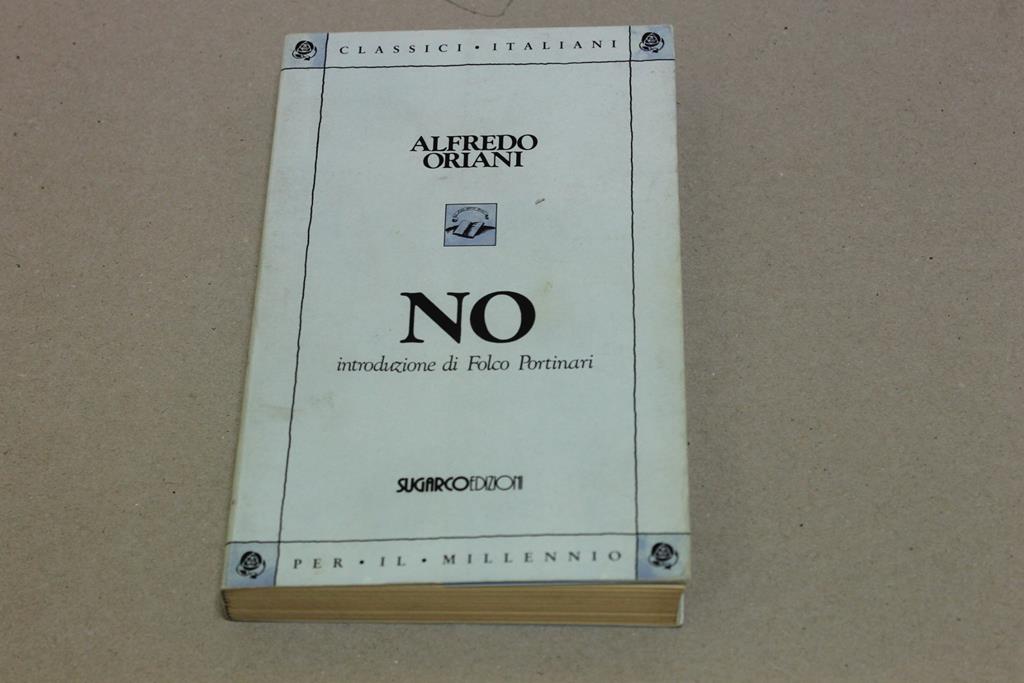 CLASSICI • ITALIANI
ALFREDO
ORIANI
NO
introduzione di Folco Portinari
SUGARCOEDIZIONI
PER • IL • MILLENNIO